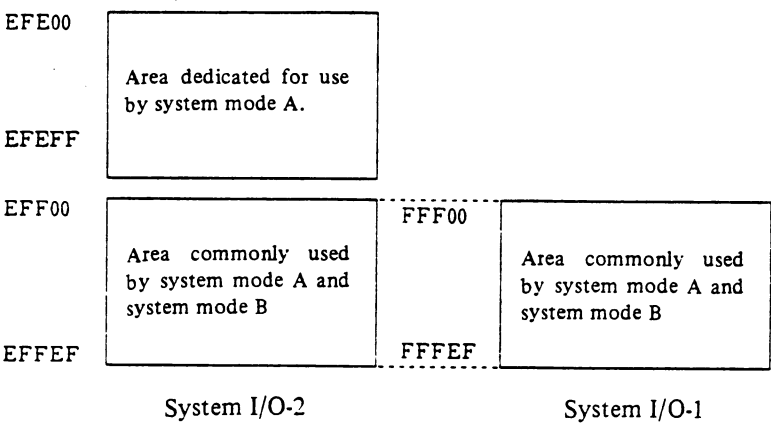 EFE00
Area dedicated for use
by system mode A.
EFEFF
EFF00
Area commonly used
by system mode A and
system mode B
EFFEF
FFF00
Area commonly used
by system mode A and
system mode B
FFFEF
System I/O-2
System I/O-1